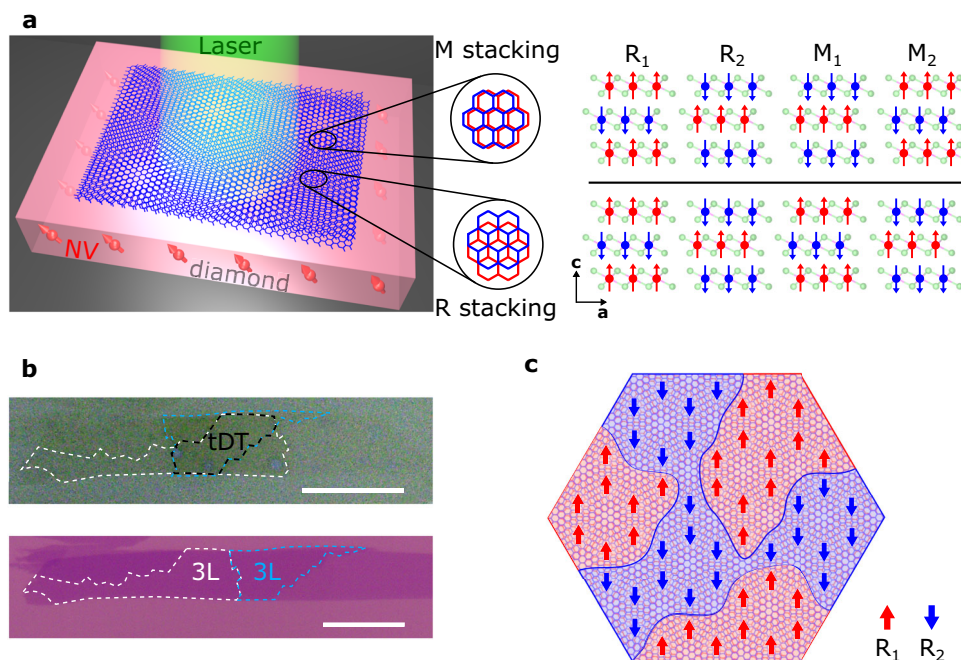 a
Laser
NV
diamond
M stacking
R stacking
R₁ R₂ M₁ M₂
c
a
b
tDT
3L 3L
c
R₁ R₂